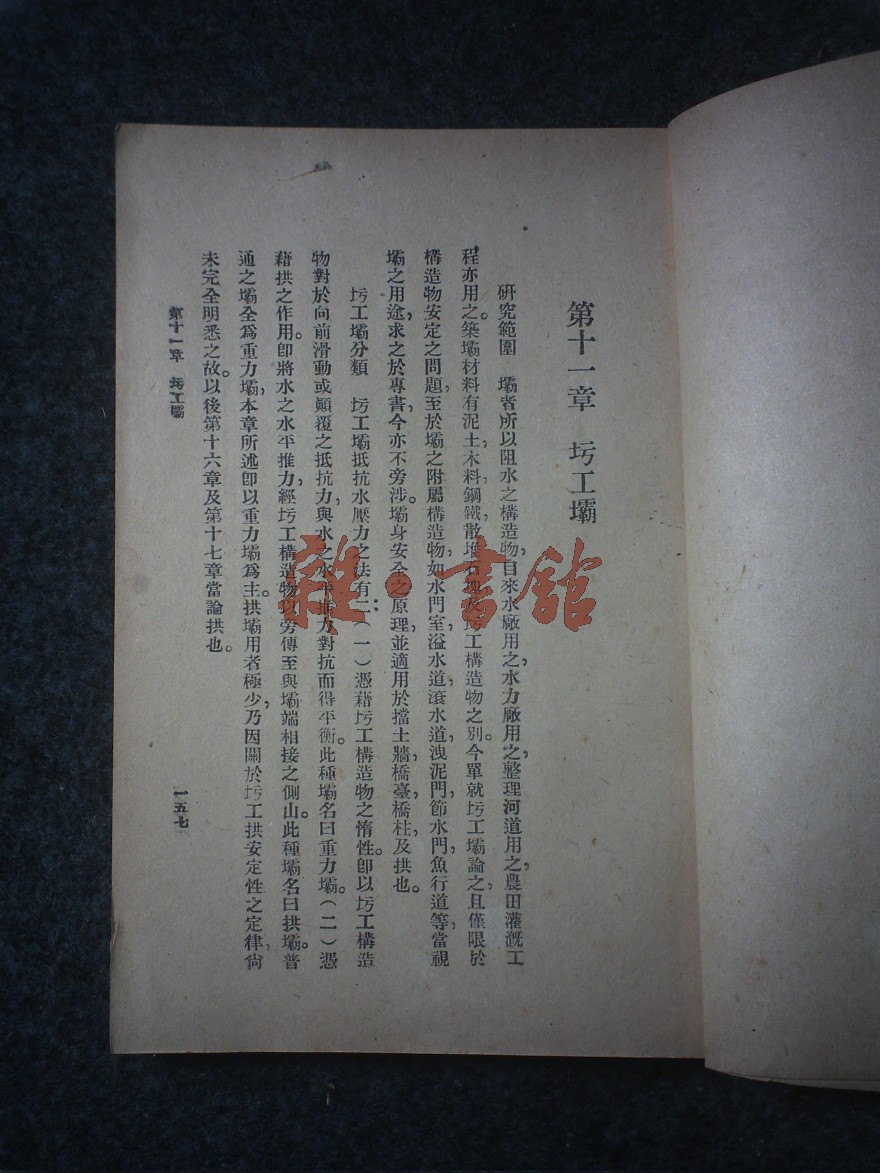 第十一章　圬工壩
研究範圍　壩者所以阻水之構造物,自來水廠用之,水力廠用之,整理河道用之,農田灌漑工
程亦用之。築壩材料有泥土,木料,鋼鐵,散堆石塊及圬工構造物之別。今單就圬工壩論之,且僅限於
構造物安定之問題,至於壩之附屬構造物,如水門室,溢水道,滾水道,洩泥門,節水門,魚行道等,當視
壩之用途,求之於專書,今亦不旁涉。壩身安全之原理,並適用於擋土牆,橋臺,橋柱,及拱也。
圬工壩分類　圬工壩抵抗水壓力之法有二:(一)憑藉圬工構造物之惰性。卽以圬工構造
物對於向前滑動或顚覆之抵抗力,與水之水平推力對抗而得平衡。此種壩名曰重力壩。(二)憑
藉拱之作用。卽將水之水平推力,經圬工構造物以旁傳至與壩端相接之側山。此種壩名曰拱壩。普
通之壩全爲重力壩,本章所述卽以重力壩爲主。拱壩用者極少,乃因關於圬工拱安定性之定律,尙
未完全明悉之故。以後第十六章及第十七章當論拱也。
第十一章　圬工壩
一五七
雜·書館